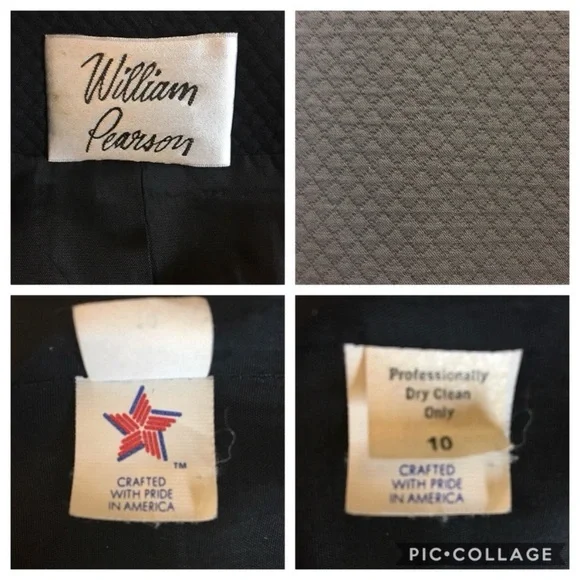 William
Pearson
TM
CRAFTED
WITH PRIDE
IN AMERICA
Professionally
Dry Clean
Only
10
CRAFTED
WITH PRIDE
IN AMERICA
PIC•COLLAGE